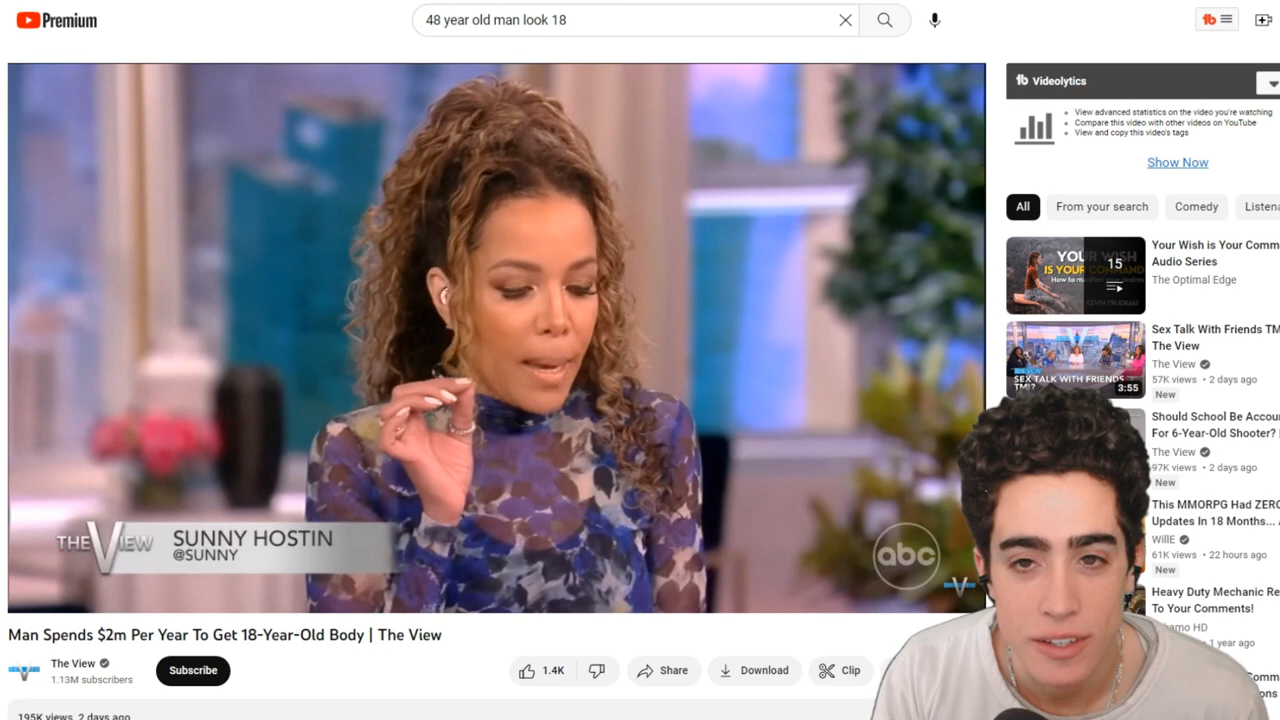 Premium
48 year old man look 18
THE VIEW
SUNNY HOSTIN
@SUNNY
abc
Man Spends $2m Per Year To Get 18-Year-Old Body | The View
The View
1.13M subscribers
Subscribe
1.4K
Share
Download
Clip
195K views 2 days ago
tb Videolytics
View advanced statistics on the video you're watching
Compare this video with other videos on YouTube
View and copy this video's tags
Show Now
All
From your search
Comedy
Listena
YOUR WISH
IS YOUR COMMAND
15
KEVIN TRUDEAU
Your Wish is Your Comm
Audio Series
The Optimal Edge
SEX TALK WITH FRIENDS
TMI?
3:55
Sex Talk With Friends TM
The View
The View
57K views • 2 days ago
New
Should School Be Accou
For 6-Year-Old Shooter? |
The View
97K views • 2 days ago
New
This MMORPG Had ZERO
Updates In 18 Months...
WillE
61K views • 22 hours ago
New
Heavy Duty Mechanic Re
To Your Comments!
HD
1 year ago